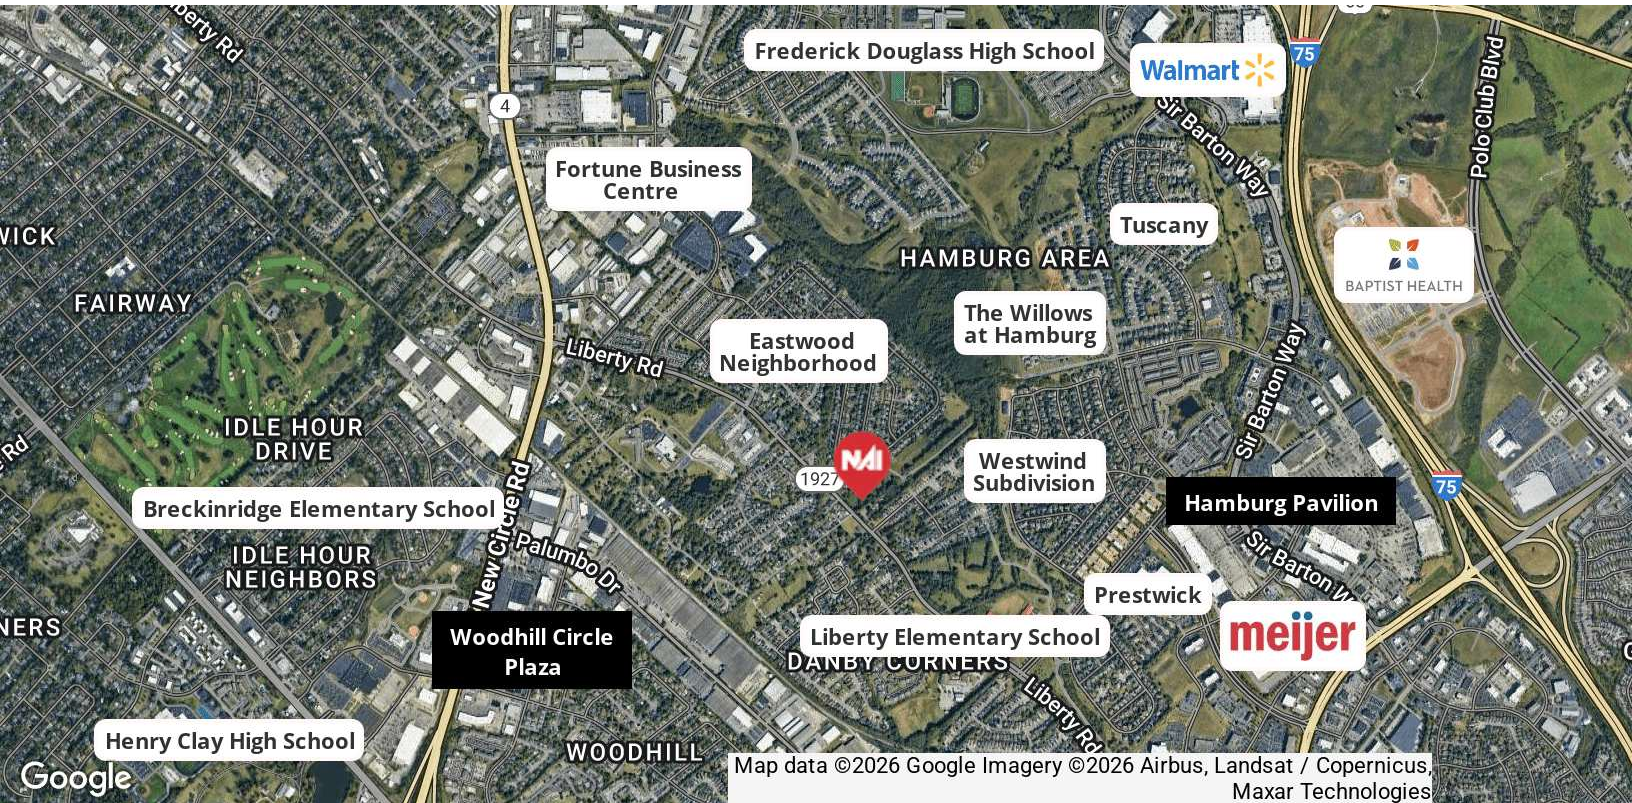 Liberty Rd
Frederick Douglass High School
Walmart
75
Polo Club Blvd
4
Sir Barton Way
Fortune Business
Centre
Tuscany
WICK
HAMBURG AREA
BAPTIST HEALTH
FAIRWAY
The Willows
at Hamburg
Eastwood
Neighborhood
Liberty Rd
Sir Barton Way
IDLE HOUR
DRIVE
Rd
NAI
1927
Westwind
Subdivision
75
Hamburg Pavilion
Breckinridge Elementary School
New Circle Rd
Palumbo Dr
Sir Barton W
IDLE HOUR
NEIGHBORS
Prestwick
NERS
Woodhill Circle
Plaza
Liberty Elementary School
meijer
DANBY CORNERS
Liberty Rd
Henry Clay High School
WOODHILL
Google
Map data ©2026 Google Imagery ©2026 Airbus, Landsat / Copernicus,
Maxar Technologies